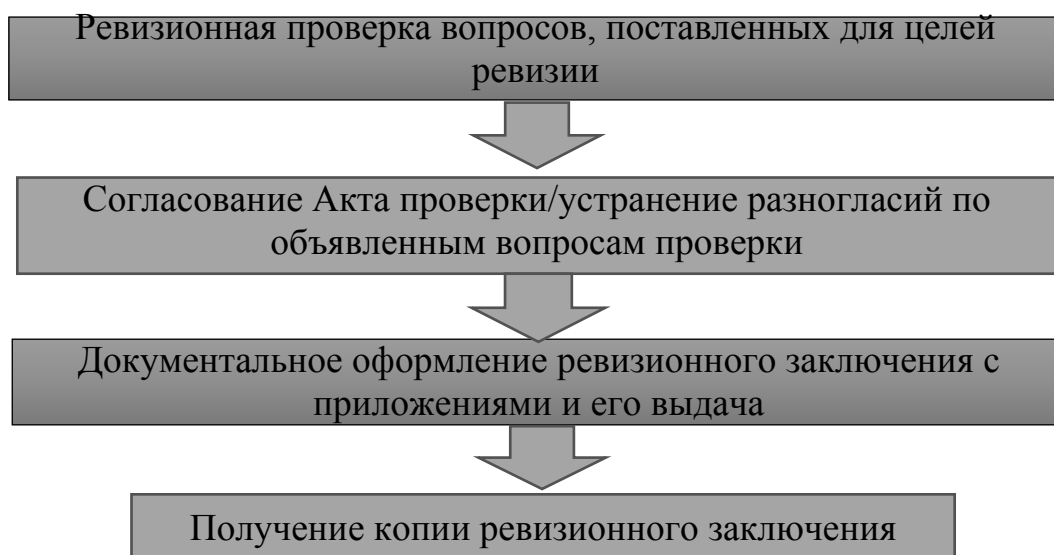 Ревизионная проверка вопросов, поставленных для целей
ревизии
Согласование Акта проверки/устранение разногласий по
объявленным вопросам проверки
Документальное оформление ревизионного заключения с
приложениями и его выдача
Получение копии ревизионного заключения